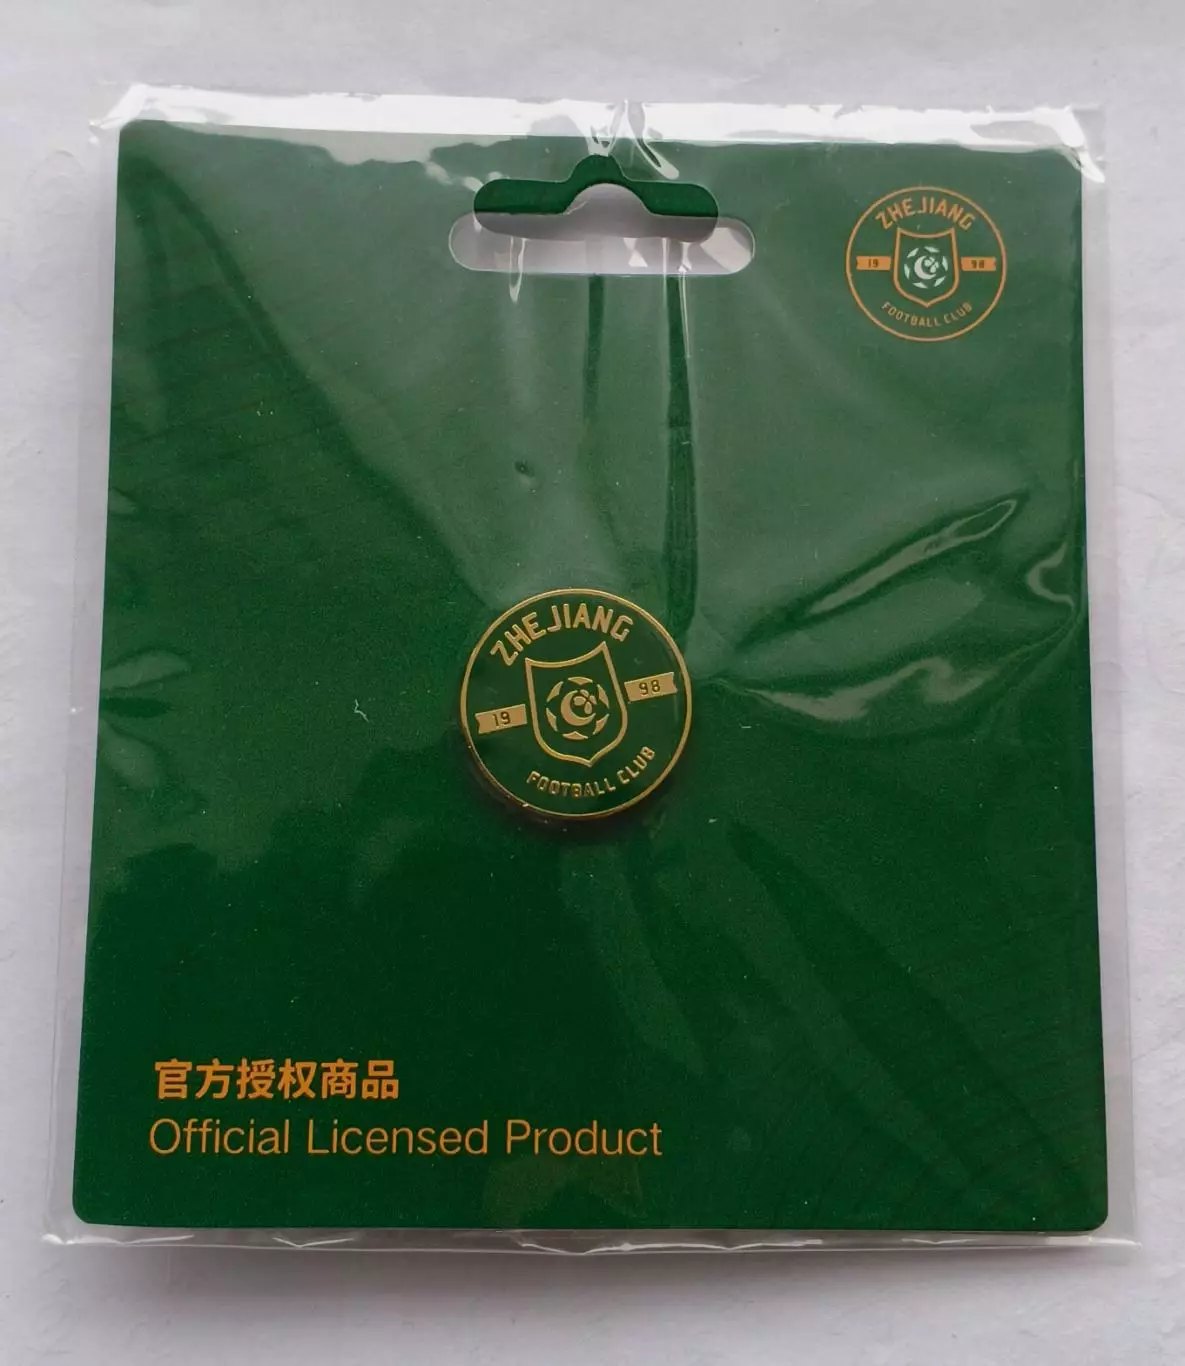 ZHEJIANG
19 98
FOOTBALL CLUB
ZHEJIANG
19 98
FOOTBALL CLUB
官方授权商品
Official Licensed Product